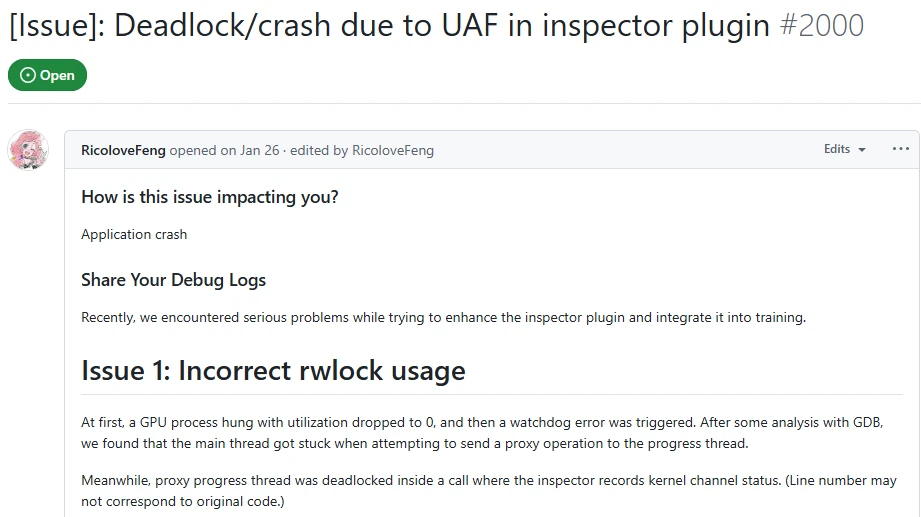 [Issue]: Deadlock/crash due to UAF in inspector plugin #2000
Open
RicoloveFeng opened on Jan 26 · edited by RicoloveFeng
Edits
How is this issue impacting you?
Application crash
Share Your Debug Logs
Recently, we encountered serious problems while trying to enhance the inspector plugin and integrate it into training.
Issue 1: Incorrect rwlock usage
At first, a GPU process hung with utilization dropped to 0, and then a watchdog error was triggered. After some analysis with GDB,
we found that the main thread got stuck when attempting to send a proxy operation to the progress thread.
Meanwhile, proxy progress thread was deadlocked inside a call where the inspector records kernel channel status. (Line number may
not correspond to original code.)